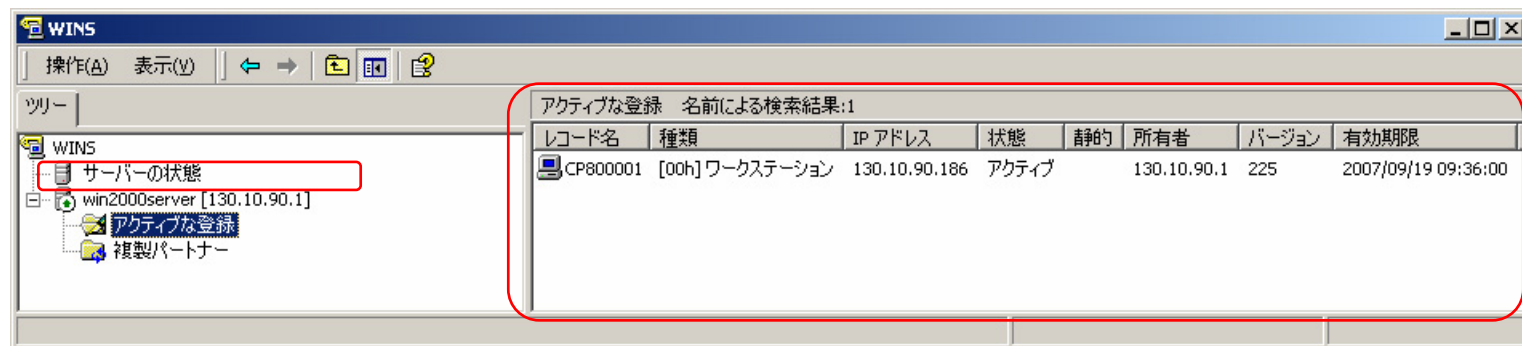 WINS
操作(A) 表示(V)
ツリー
WINS
サーバーの状態
win2000server [130.10.90.1]
アクティブな登録
複製パートナー
アクティブな登録 名前による検索結果:1
レコード名 種類 IP アドレス 状態 静的 所有者 バージョン 有効期限
CP800001 [00h] ワークステーション 130.10.90.186 アクティブ 130.10.90.1 225 2007/09/19 09:36:00